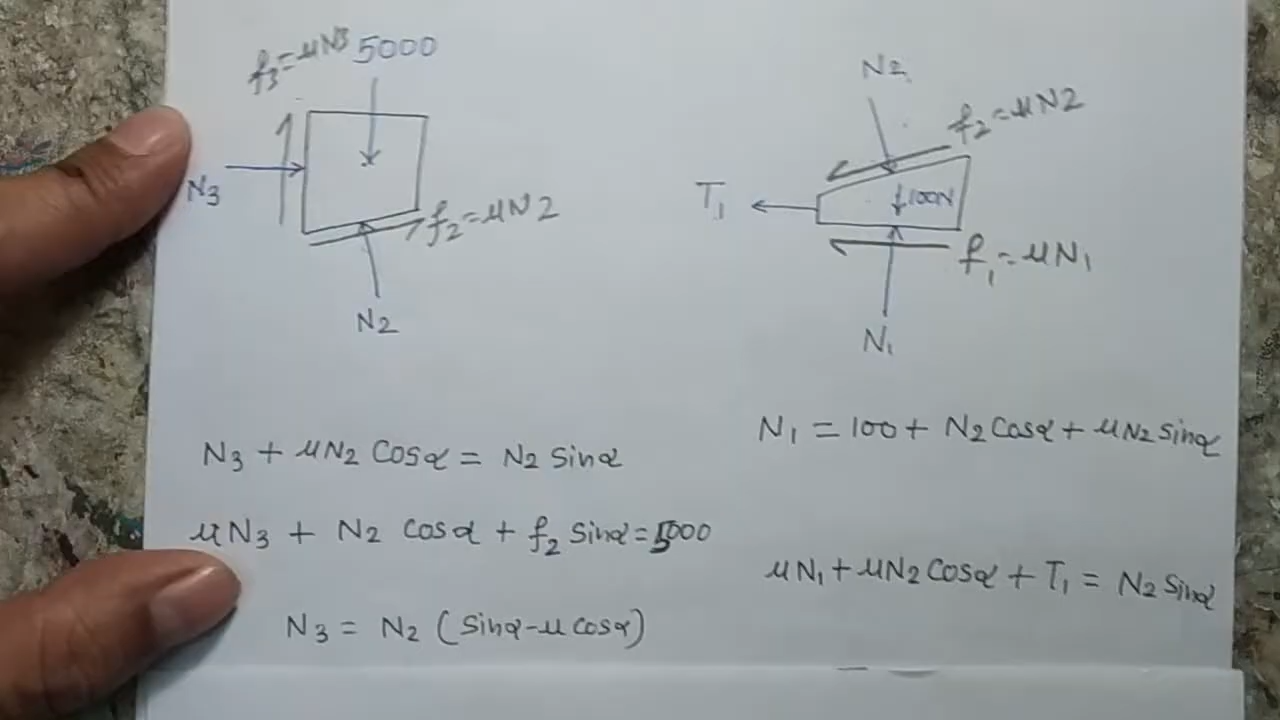 f3=μN3
5000
N3
f2=μN2
N2
N2
f2=μN2
T1
100N
f1=μN1
N1
N3 + μN2 Cosα = N2 Sinα
μN3 + N2 Cosα + f2 Sinα=5000
N3 = N2 (Sinα-μCosα)
N1 = 100+ N2 Cosα+ μN2 Sinα
μN1+μN2 Cosα + T1 = N2 Sinα